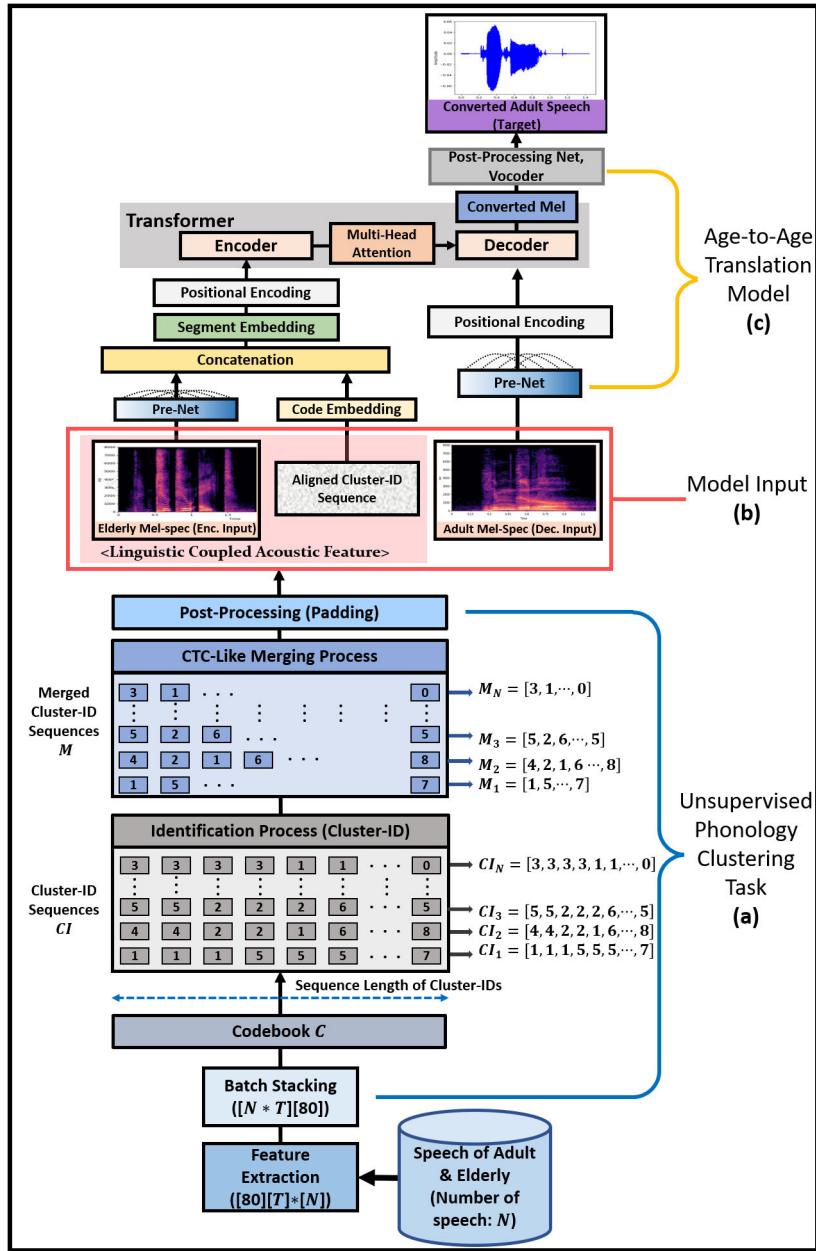 Converted Adult Speech
(Target)
Post-Processing Net,
Vocoder
Converted Mel
Transformer
Encoder
Multi-Head
Attention
Decoder
Age-to-Age
Translation
Model
(c)
Positional Encoding
Segment Embedding
Concatenation
Positional Encoding
Pre-Net
Pre-Net
Code Embedding
Aligned Cluster-ID
Sequence
Elderly Mel-spec (Enc. Input)
Adult Mel-Spec (Dec. Input)
<Linguistic Coupled Acoustic Feature>
Model Input
(b)
Post-Processing (Padding)
CTC-Like Merging Process
Merged
Cluster-ID
Sequences
M
3 1 · · · 0
5 2 6 · · · 5
4 2 1 6 · · · 8
1 5 · · · 7
M_N = [3, 1, ⋯, 0]
M_3 = [5, 2, 6, ⋯, 5]
M_2 = [4, 2, 1, 6 ⋯, 8]
M_1 = [1, 5, ⋯, 7]
Identification Process (Cluster-ID)
Cluster-ID
Sequences
CI
3 3 3 3 1 1 · · · 0
5 5 2 2 2 6 · · · 5
4 4 2 2 1 6 · · · 8
1 1 1 5 5 5 · · · 7
CI_N = [3, 3, 3, 3, 1, 1, ⋯, 0]
CI_3 = [5, 5, 2, 2, 2, 6, ⋯, 5]
CI_2 = [4, 4, 2, 2, 1, 6, ⋯, 8]
CI_1 = [1, 1, 1, 5, 5, 5, ⋯, 7]
Unsupervised
Phonology
Clustering
Task
(a)
Sequence Length of Cluster-IDs
Codebook C
Batch Stacking
([N * T][80])
Feature
Extraction
([80][T]*[N])
Speech of Adult
& Elderly
(Number of
speech: N)